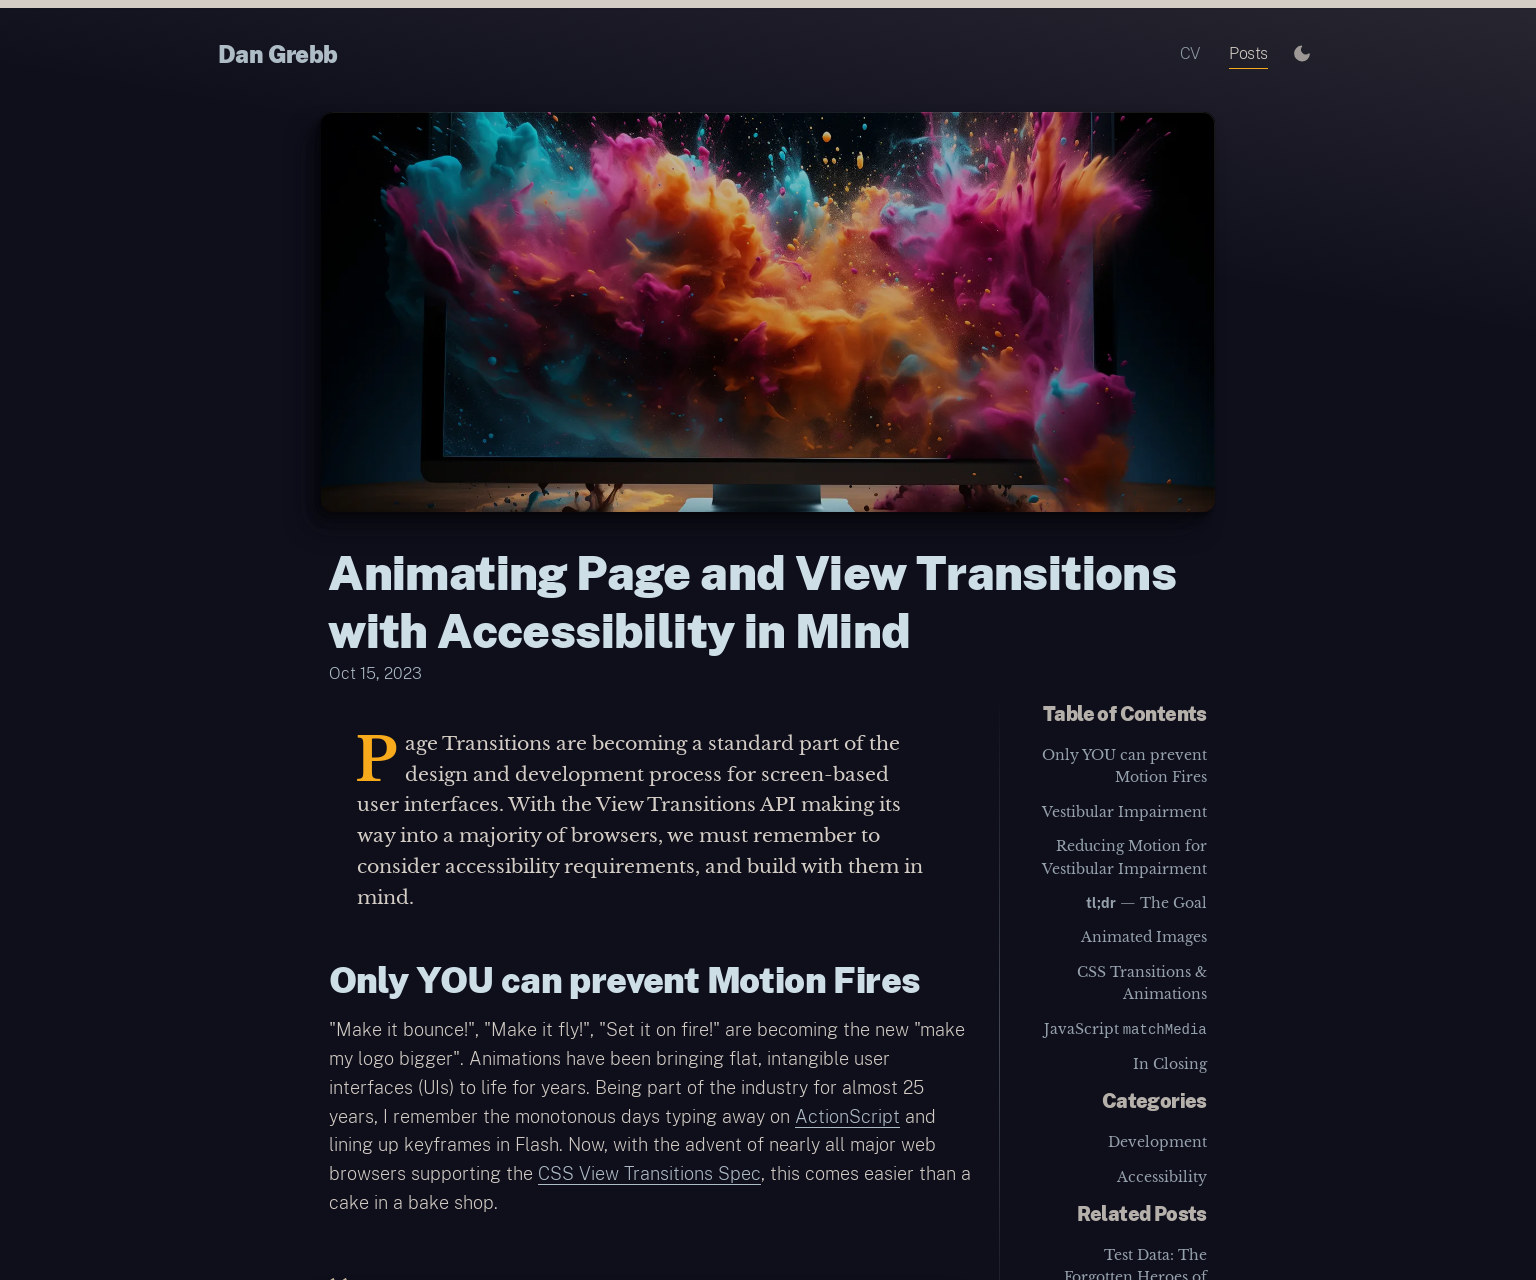 Dan Grebb
CV
Posts
Animating Page and View Transitions
with Accessibility in Mind
Oct 15, 2023
Page Transitions are becoming a standard part of the
design and development process for screen-based
user interfaces. With the View Transitions API making its
way into a majority of browsers, we must remember to
consider accessibility requirements, and build with them in
mind.
Only YOU can prevent Motion Fires
"Make it bounce!", "Make it fly!", "Set it on fire!" are becoming the new "make
my logo bigger". Animations have been bringing flat, intangible user
interfaces (UIs) to life for years. Being part of the industry for almost 25
years, I remember the monotonous days typing away on ActionScript and
lining up keyframes in Flash. Now, with the advent of nearly all major web
browsers supporting the CSS View Transitions Spec, this comes easier than a
cake in a bake shop.
Table of Contents
Only YOU can prevent
Motion Fires
Vestibular Impairment
Reducing Motion for
Vestibular Impairment
tl;dr — The Goal
Animated Images
CSS Transitions &
Animations
JavaScript matchMedia
In Closing
Categories
Development
Accessibility
Related Posts
Test Data: The
Forgotten Heroes of